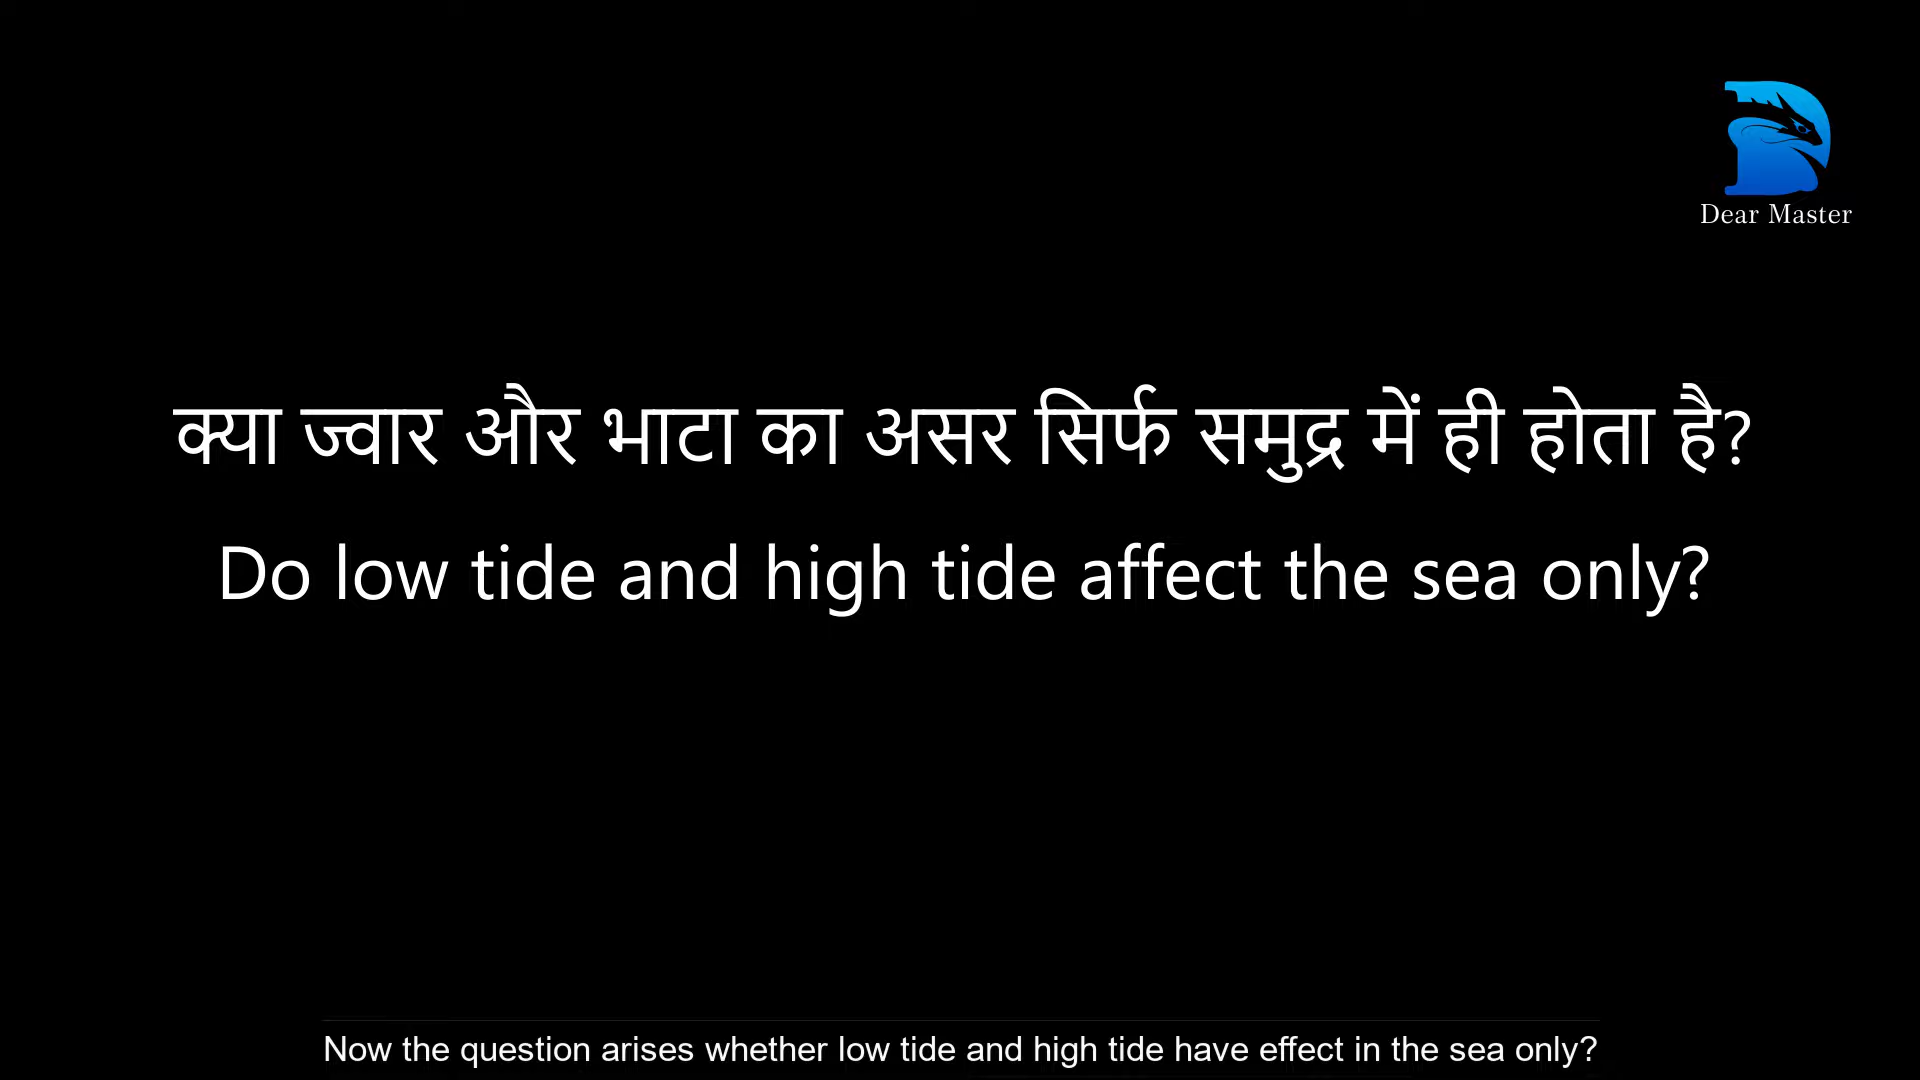 Dear Master
क्या ज्वार और भाटा का असर सिर्फ समुद्र में ही होता है?
Do low tide and high tide affect the sea only?
Now the question arises whether low tide and high tide have effect in the sea only?